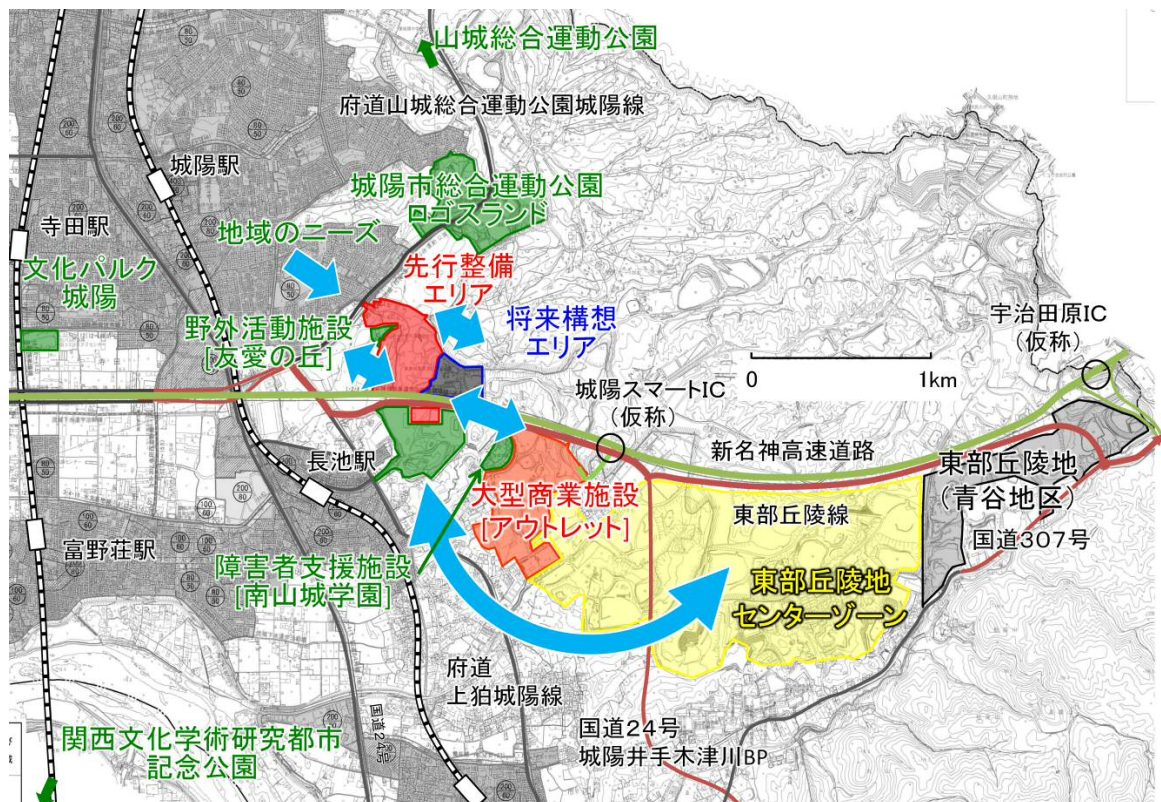 山城総合運動公園
府道山城総合運動公園城陽線
城陽駅
城陽市総合運動公園
ロゴスランド
寺田駅
地域のニーズ
文化パルク
城陽
先行整備
エリア
野外活動施設
[友愛の丘]
将来構想
エリア
宇治田原IC
(仮称)
0
1km
城陽スマートIC
(仮称)
新名神高速道路
長池駅
大型商業施設
[アウトレット]
東部丘陵線
東部丘陵地
(青谷地区)
国道307号
富野荘駅
障害者支援施設
[南山城学園]
東部丘陵地
センターゾーン
府道
上狛城陽線
国道24号
国道24号
城陽井手木津川BP
関西文化学術研究都市
記念公園